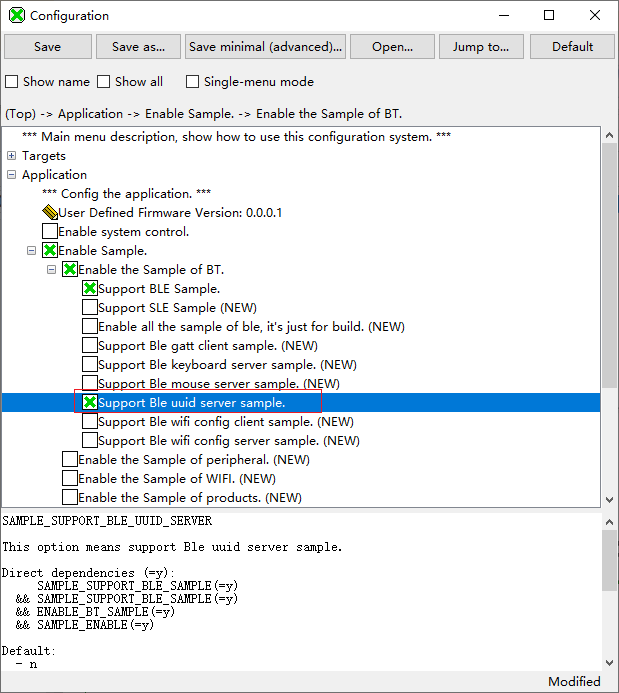 Configuration
Save Save as... Save minimal (advanced)... Open... Jump to... Default
Show name Show all Single-menu mode
(Top) -> Application -> Enable Sample. -> Enable the Sample of BT.
*** Main menu description, show how to use this configuration system. ***
Targets
Application
*** Config the application. ***
User Defined Firmware Version: 0.0.0.1
Enable system control.
Enable Sample.
Enable the Sample of BT.
Support BLE Sample.
Support SLE Sample (NEW)
Enable all the sample of ble, it's just for build. (NEW)
Support Ble gatt client sample. (NEW)
Support Ble keyboard server sample. (NEW)
Support Ble mouse server sample. (NEW)
Support Ble uuid server sample.
Support Ble wifi config client sample. (NEW)
Support Ble wifi config server sample. (NEW)
Enable the Sample of peripheral. (NEW)
Enable the Sample of WIFI. (NEW)
Enable the Sample of products. (NEW)
SAMPLE_SUPPORT_BLE_UUID_SERVER
This option means support Ble uuid server sample.
Direct dependencies (=y):
SAMPLE_SUPPORT_BLE_SAMPLE(=y)
&& SAMPLE_SUPPORT_BLE_SAMPLE(=y)
&& ENABLE_BT_SAMPLE(=y)
&& SAMPLE_ENABLE(=y)
Default:
- n
Modified